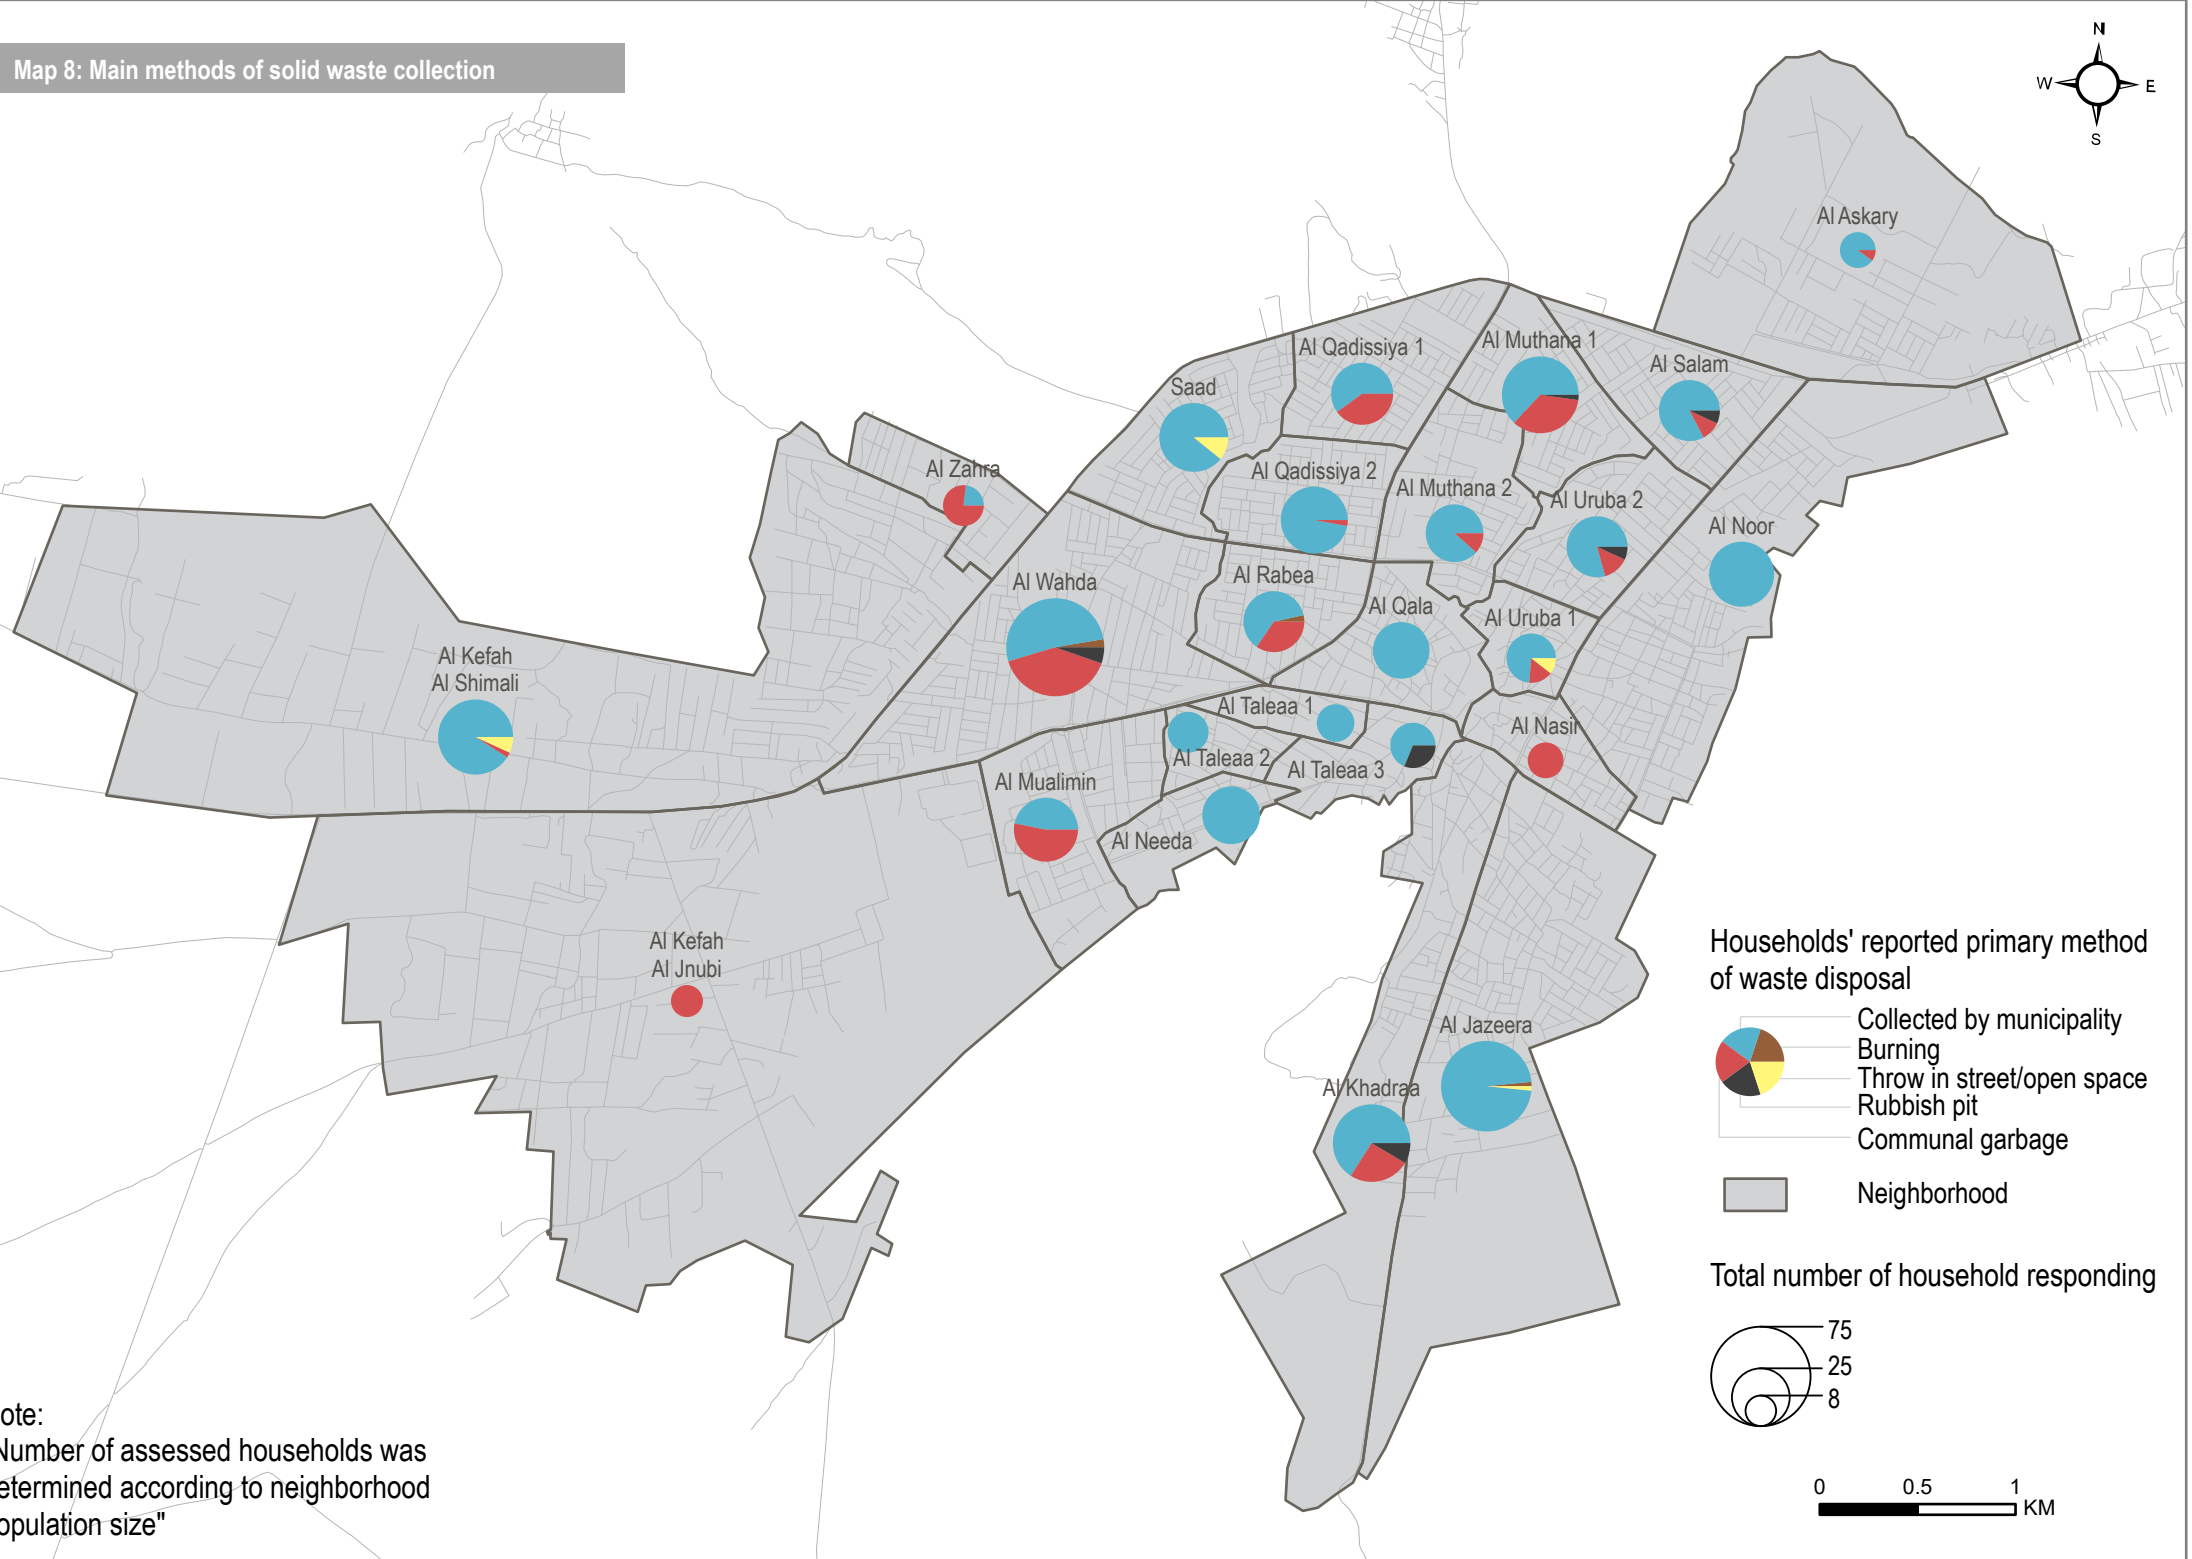 Map 8: Main methods of solid waste collection
N
W
E
S
Al Askary
Al Qadissiya 1
Al Muthana 1
Al Salam
Saad
Al Zahra
Al Qadissiya 2
Al Muthana 2
Al Uruba 2
Al Noor
Al Wahda
Al Rabea
Al Qala
Al Uruba 1
Al Kefah
Al Shimali
Al Taleaa 1
Al Nasir
Al Taleaa 2
Al Taleaa 3
Al Mualimin
Al Needa
Al Kefah
Al Jnubi
Al Jazeera
Al Khadraa
Households' reported primary method
of waste disposal
Collected by municipality
Burning
Throw in street/open space
Rubbish pit
Communal garbage
Neighborhood
Total number of household responding
75
25
8
0 0.5 1
KM
ote:
Number of assessed households was
etermined according to neighborhood
opulation size"